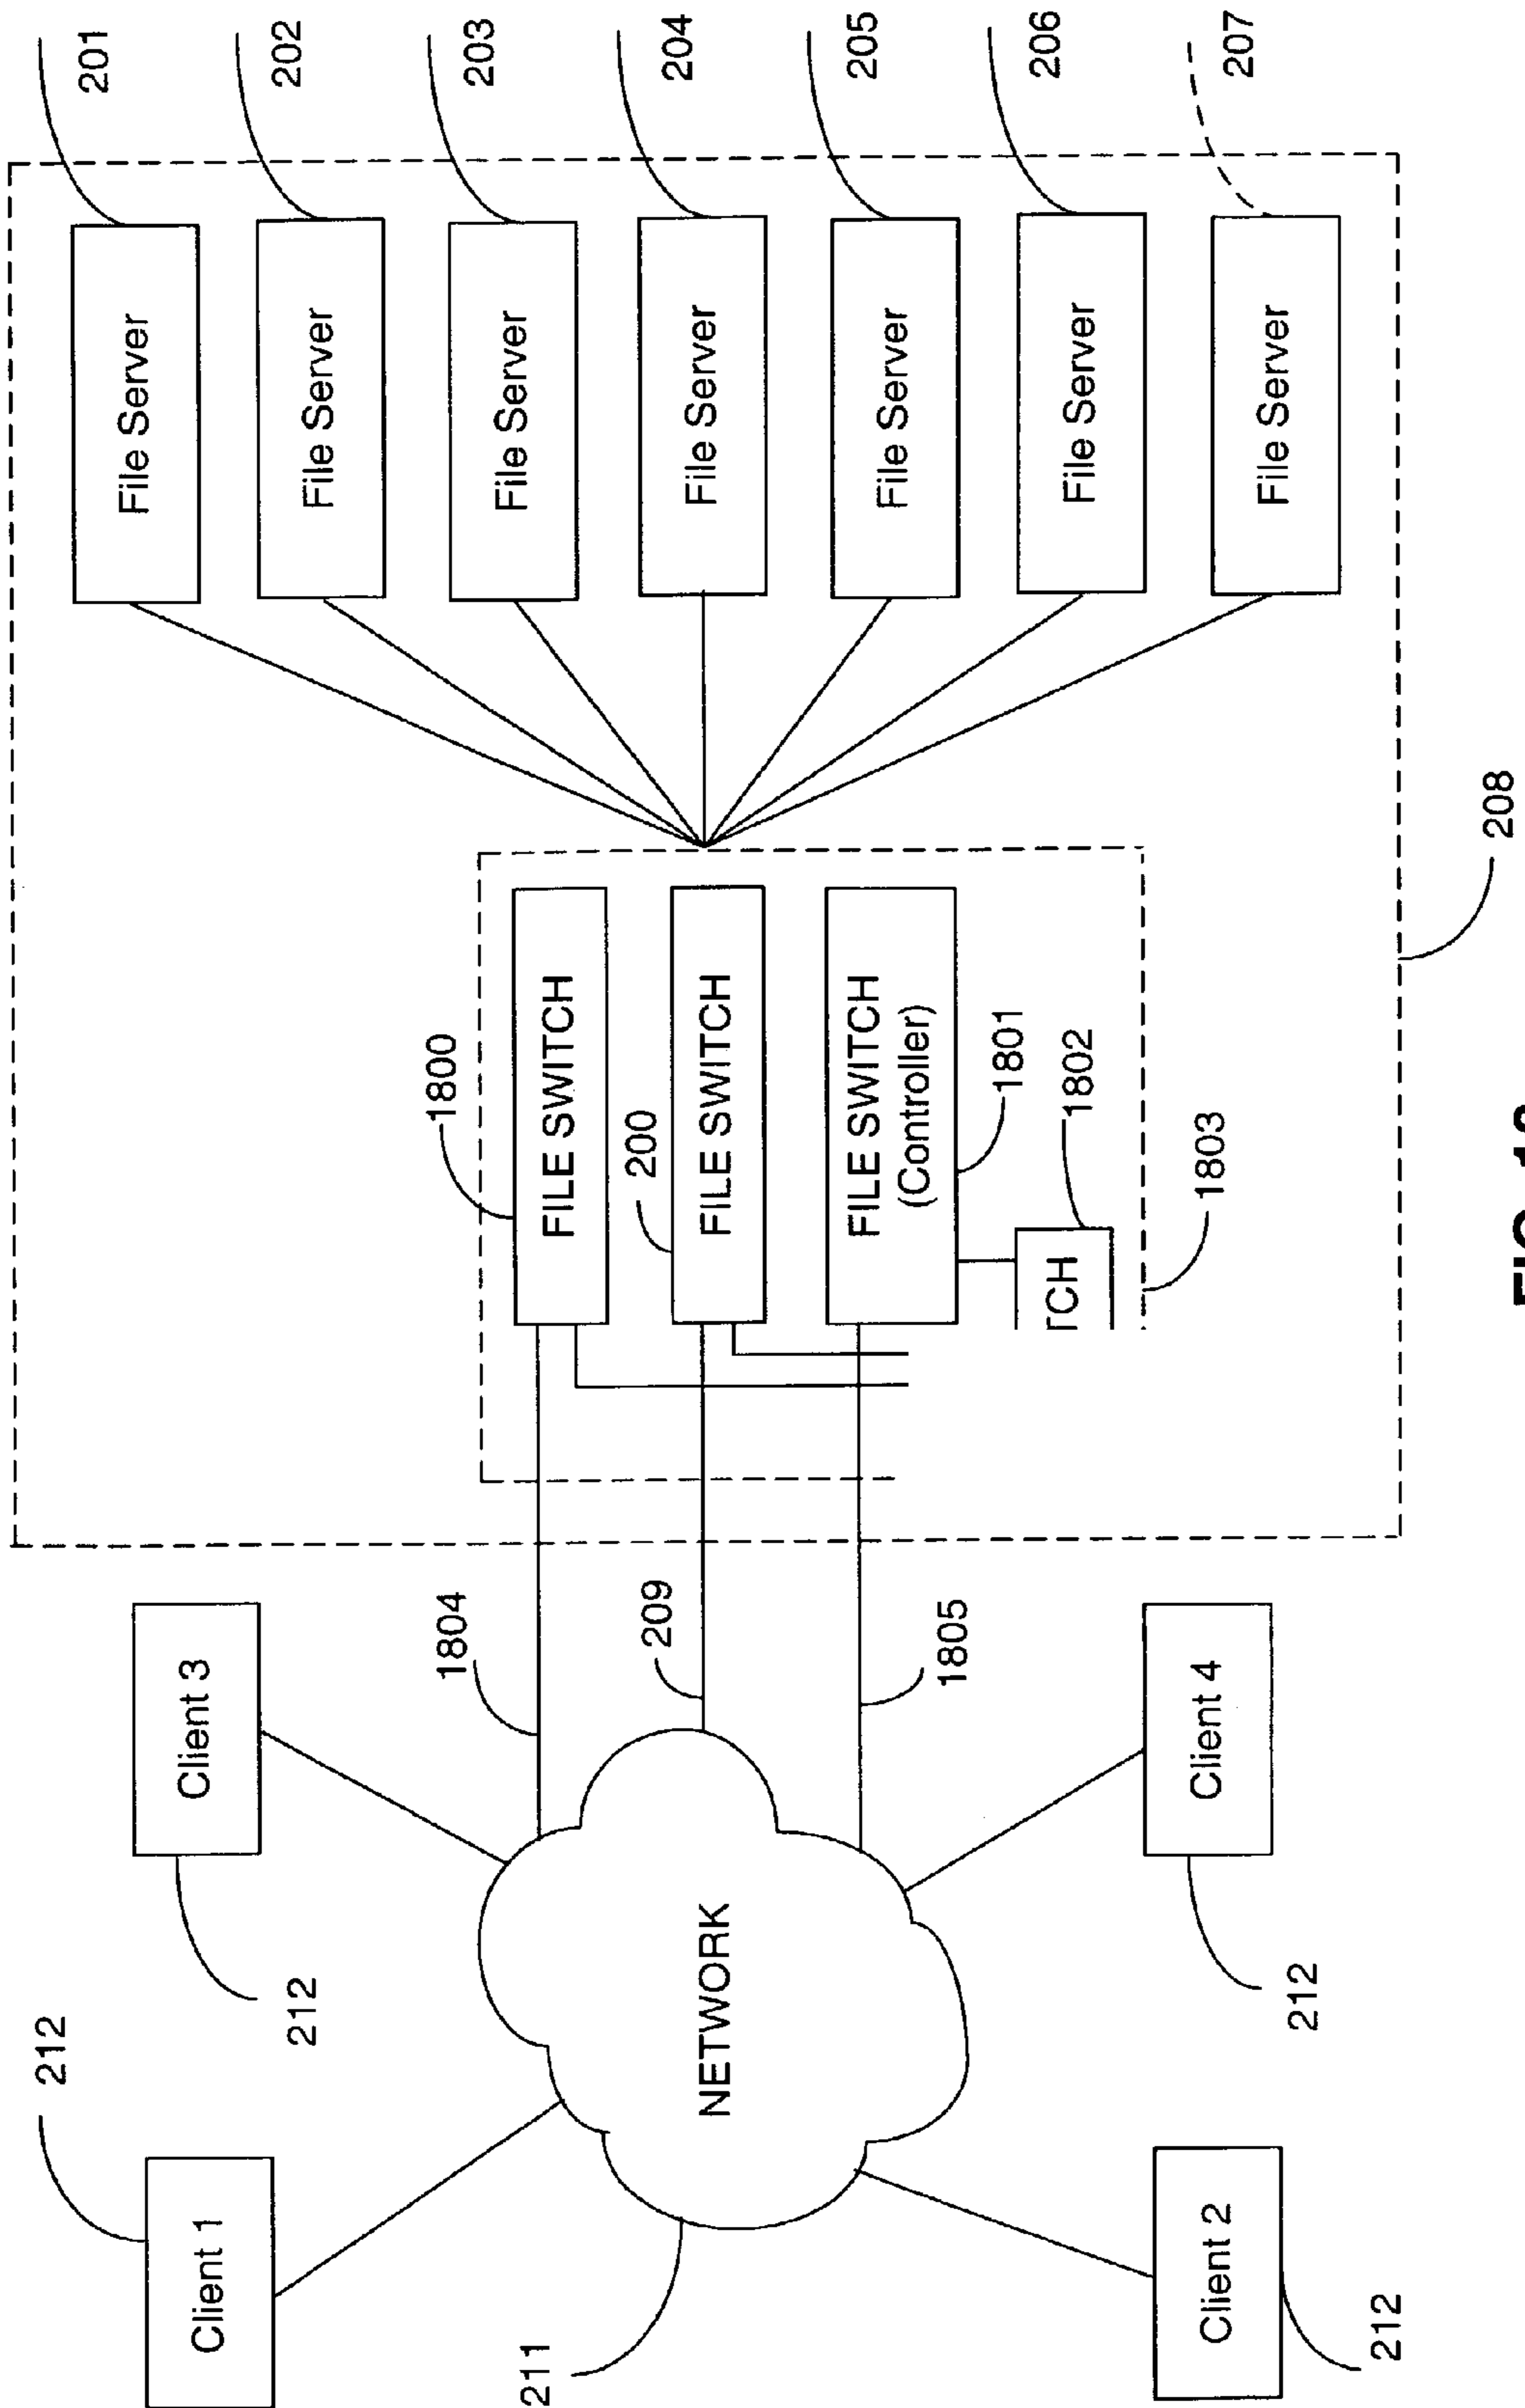 212
Client 1
212
Client 3
1804
1800
FILE SWITCH
File Server
201
File Server
202
File Server
203
211
NETWORK
209
200
FILE SWITCH
File Server
204
1805
FILE SWITCH
(Controller)
1801
TCH
1802
1803
File Server
205
File Server
206
File Server
207
Client 2
212
Client 4
212
208